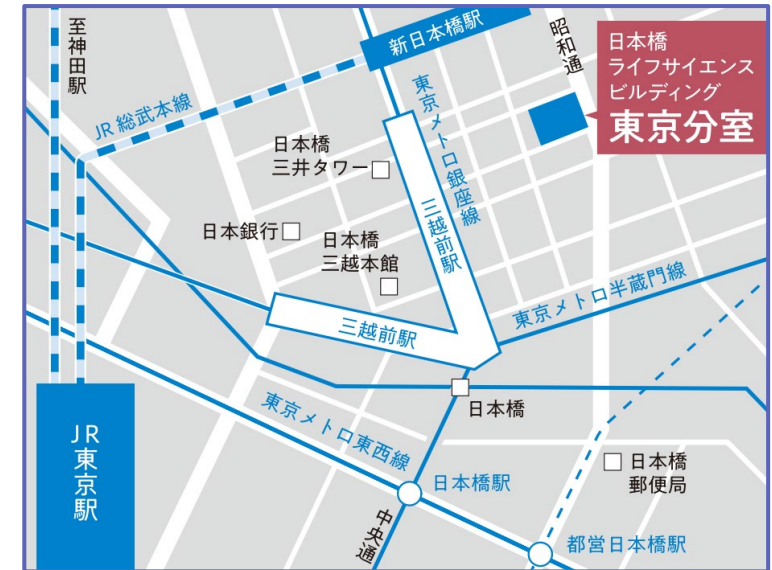 至神田駅
新日本橋駅
昭和通
日本橋
ライフサイエンス
ビルディング
東京分室
JR 総武本線
東京メトロ銀座線
日本橋
三井タワー
三越前駅
日本銀行
日本橋
三越本館
東京メトロ半蔵門線
三越前駅
日本橋
東京メトロ東西線
JR東京駅
日本橋
郵便局
日本橋駅
中央通
都営日本橋駅